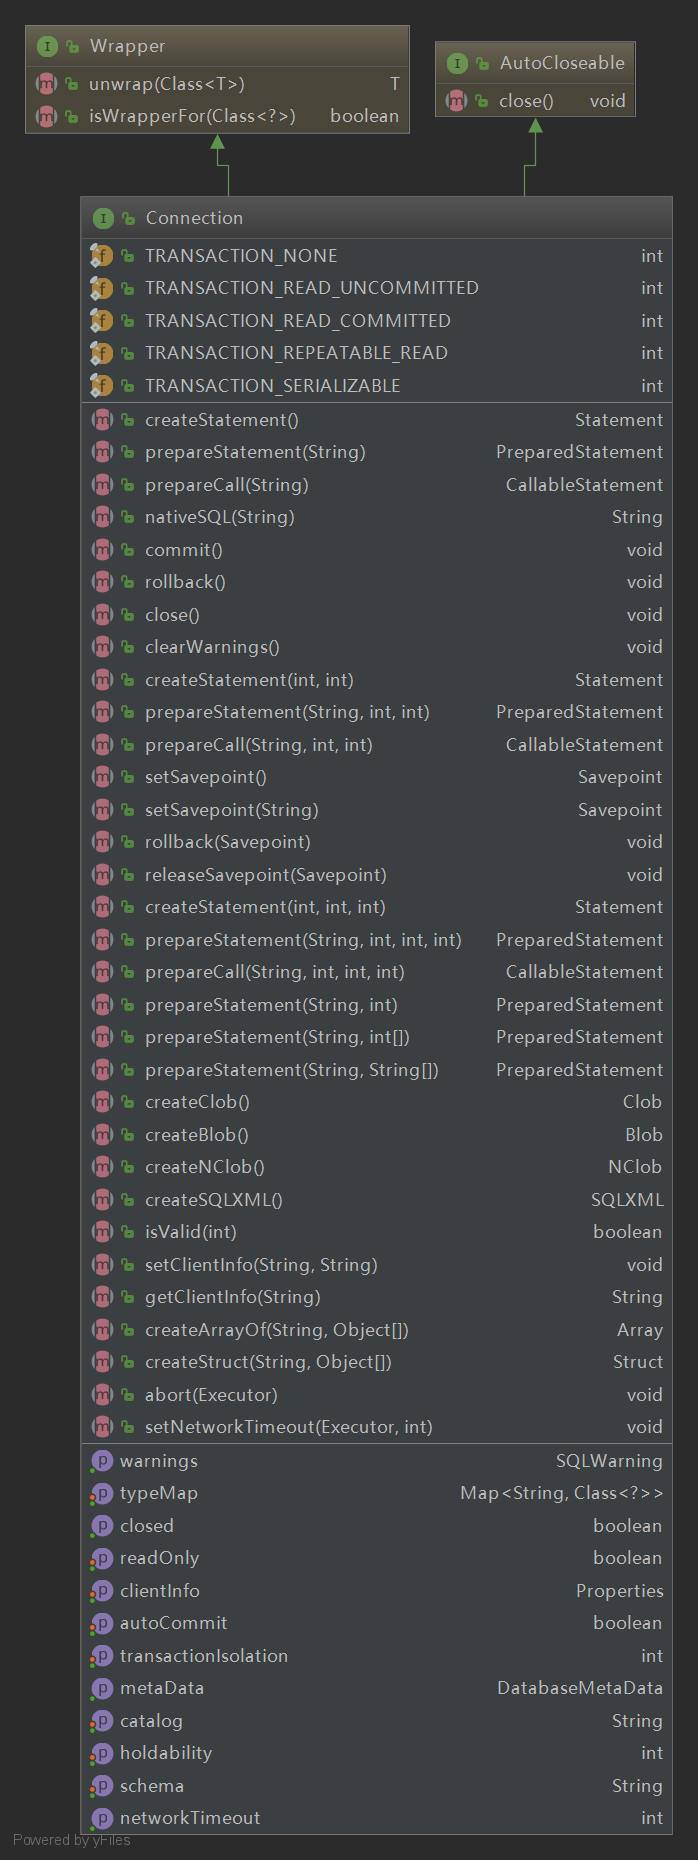 Wrapper
unwrap(Class<T>) T
isWrapperFor(Class<?>) boolean
AutoCloseable
close() void
Connection
TRANSACTION_NONE int
TRANSACTION_READ_UNCOMMITTED int
TRANSACTION_READ_COMMITTED int
TRANSACTION_REPEATABLE_READ int
TRANSACTION_SERIALIZABLE int
createStatement() Statement
prepareStatement(String) PreparedStatement
prepareCall(String) CallableStatement
nativeSQL(String) String
commit() void
rollback() void
close() void
clearWarnings() void
createStatement(int, int) Statement
prepareStatement(String, int, int) PreparedStatement
prepareCall(String, int, int) CallableStatement
setSavepoint() Savepoint
setSavepoint(String) Savepoint
rollback(Savepoint) void
releaseSavepoint(Savepoint) void
createStatement(int, int, int) Statement
prepareStatement(String, int, int, int) PreparedStatement
prepareCall(String, int, int, int) CallableStatement
prepareStatement(String, int) PreparedStatement
prepareStatement(String, int[]) PreparedStatement
prepareStatement(String, String[]) PreparedStatement
createClob() Clob
createBlob() Blob
createNClob() NClob
createSQLXML() SQLXML
isValid(int) boolean
setClientInfo(String, String) void
getClientInfo(String) String
createArrayOf(String, Object[]) Array
createStruct(String, Object[]) Struct
abort(Executor) void
setNetworkTimeout(Executor, int) void
warnings SQLWarning
typeMap Map<String, Class<?>>
closed boolean
readOnly boolean
clientInfo Properties
autoCommit boolean
transactionIsolation int
metaData DatabaseMetaData
catalog String
holdability int
schema String
networkTimeout int
Powered by yFiles